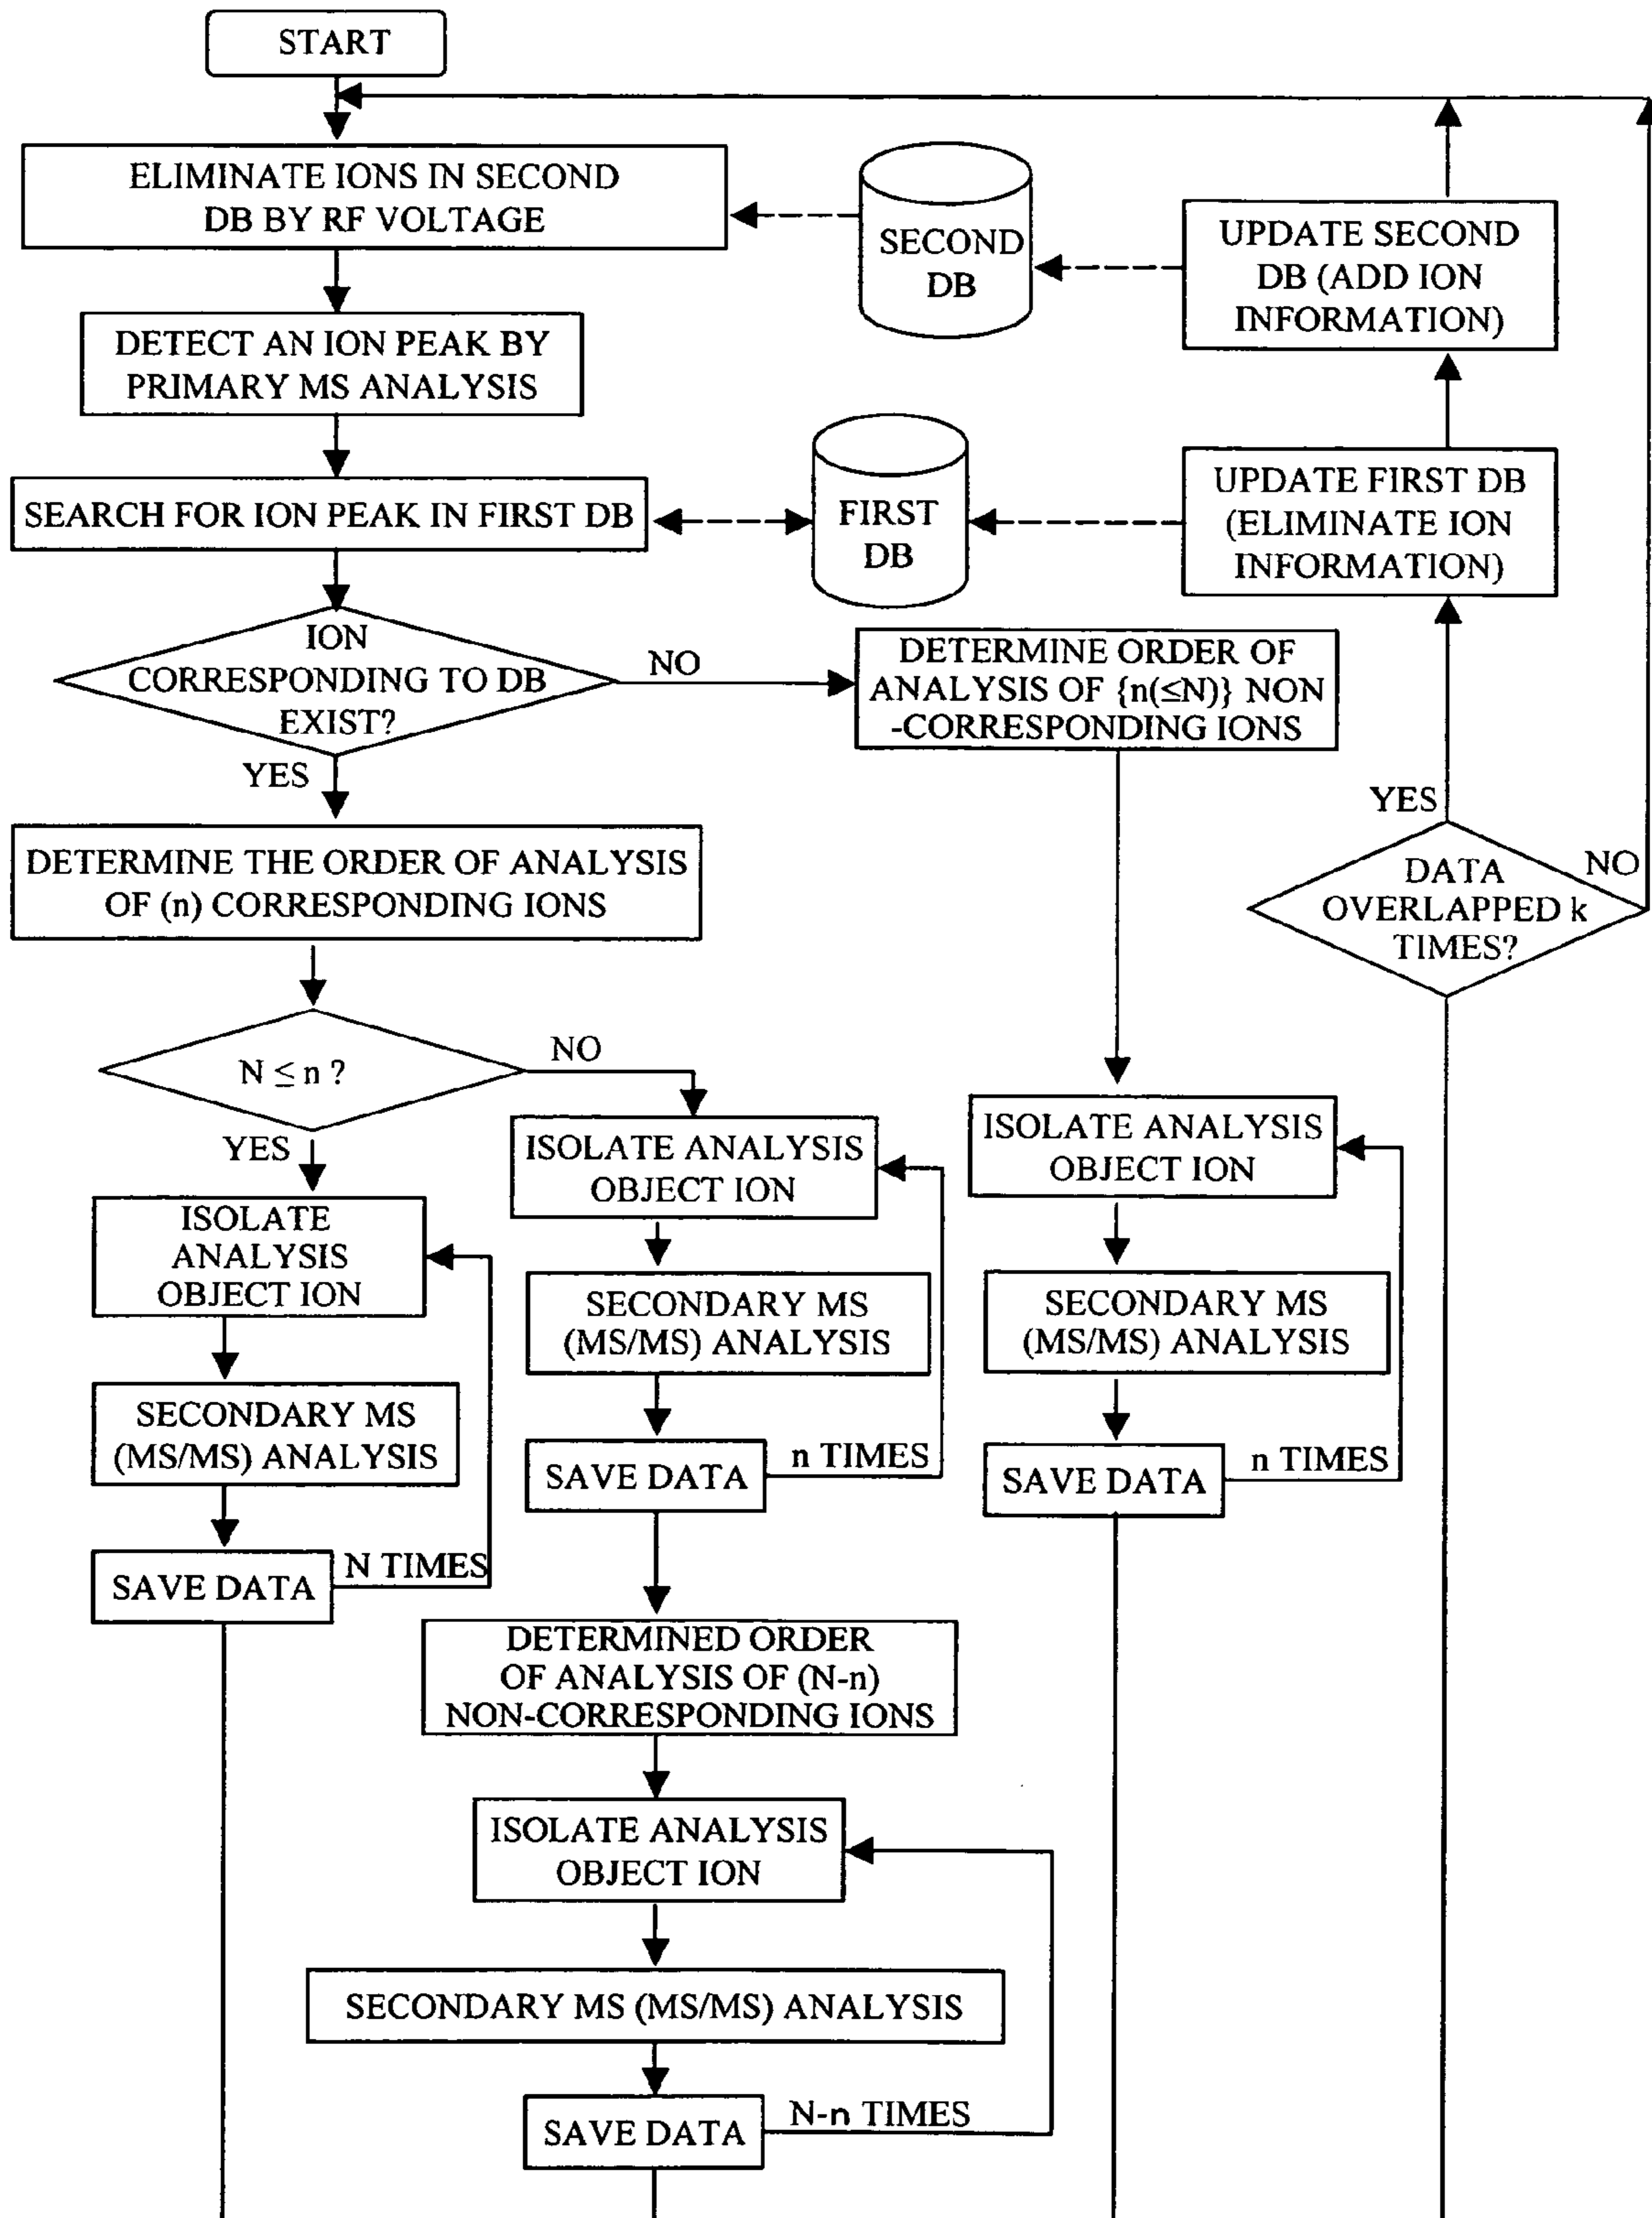 START
ELIMINATE IONS IN SECOND
DB BY RF VOLTAGE
SECOND
DB
UPDATE SECOND
DB (ADD ION
INFORMATION)
DETECT AN ION PEAK BY
PRIMARY MS ANALYSIS
SEARCH FOR ION PEAK IN FIRST DB
FIRST
DB
UPDATE FIRST DB
(ELIMINATE ION
INFORMATION)
ION
CORRESPONDING TO DB
EXIST?
NO
YES
DETERMINE ORDER OF
ANALYSIS OF {n(≤N)} NON
-CORRESPONDING IONS
YES
DATA
OVERLAPPED k
TIMES?
NO
DETERMINE THE ORDER OF ANALYSIS
OF (n) CORRESPONDING IONS
N ≤ n ?
NO
YES
ISOLATE
ANALYSIS
OBJECT ION
SECONDARY MS
(MS/MS) ANALYSIS
SAVE DATA
N TIMES
ISOLATE ANALYSIS
OBJECT ION
SECONDARY MS
(MS/MS) ANALYSIS
SAVE DATA
n TIMES
DETERMINED ORDER
OF ANALYSIS OF (N-n)
NON-CORRESPONDING IONS
ISOLATE ANALYSIS
OBJECT ION
SECONDARY MS (MS/MS) ANALYSIS
SAVE DATA
N-n TIMES
ISOLATE ANALYSIS
OBJECT ION
SECONDARY MS
(MS/MS) ANALYSIS
SAVE DATA
n TIMES